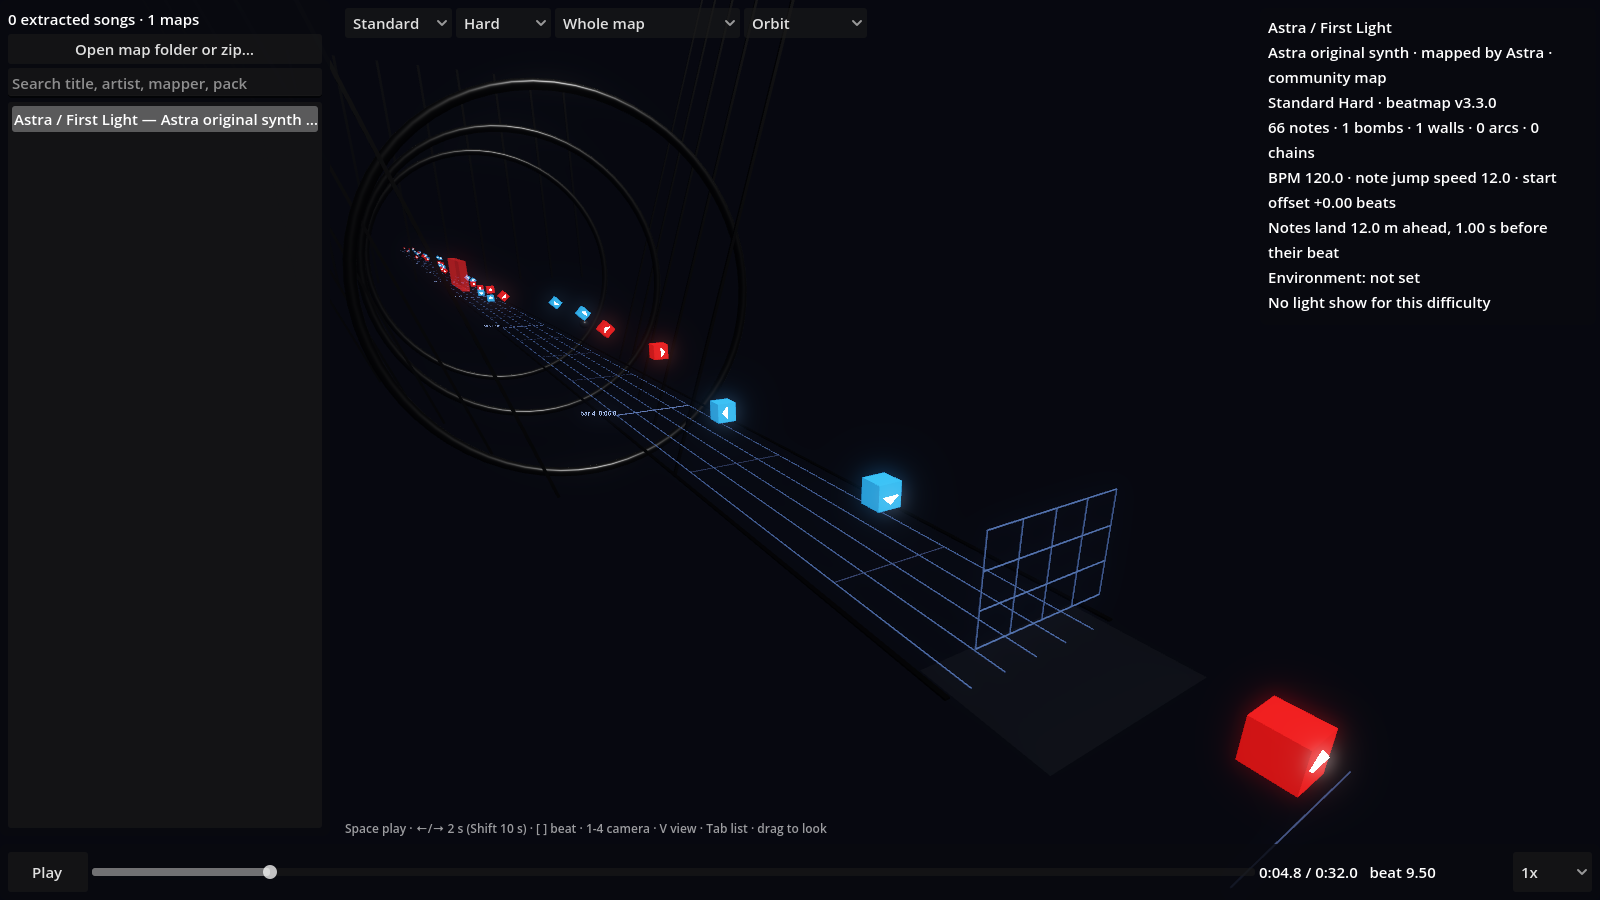 0 extracted songs · 1 maps
Open map folder or zip...
Search title, artist, mapper, pack
Astra / First Light — Astra original synth ...
Standard
Hard
Whole map
Orbit
Astra / First Light
Astra original synth · mapped by Astra ·
community map
Standard Hard · beatmap v3.3.0
66 notes · 1 bombs · 1 walls · 0 arcs · 0
chains
BPM 120.0 · note jump speed 12.0 · start
offset +0.00 beats
Notes land 12.0 m ahead, 1.00 s before
their beat
Environment: not set
No light show for this difficulty
Space play · ←/→ 2 s (Shift 10 s) · [ ] beat · 1-4 camera · V view · Tab list · drag to look
Play
0:04.8 / 0:32.0 beat 9.50
1x